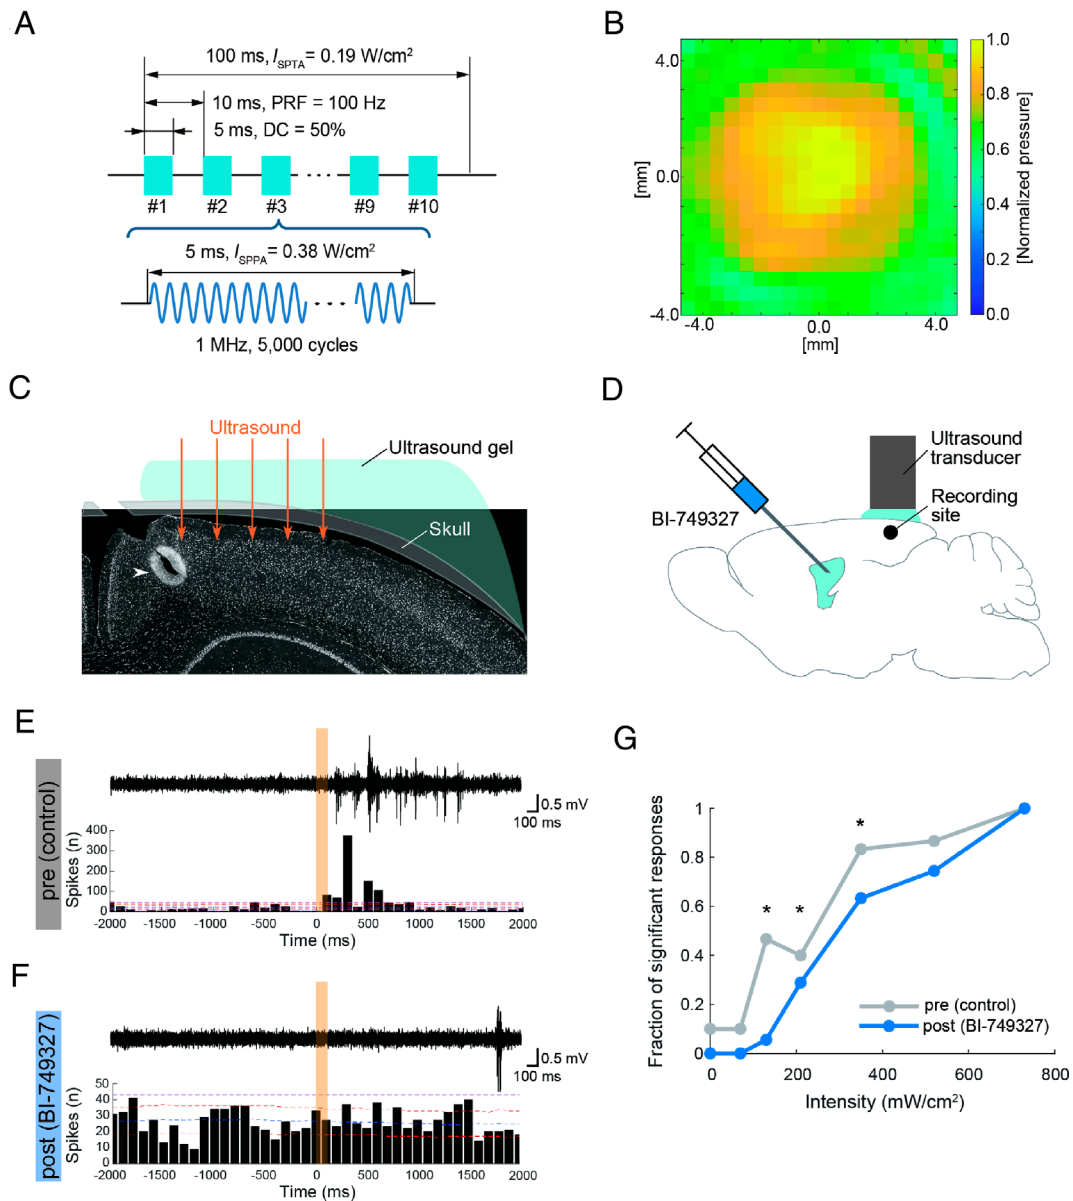 A
100 ms, I_SPTA = 0.19 W/cm²
10 ms, PRF = 100 Hz
5 ms, DC = 50%
#1 #2 #3 #9 #10
5 ms, I_SPPA = 0.38 W/cm²
1 MHz, 5,000 cycles
B
4.0
0.0
-4.0
[mm]
-4.0 0.0 4.0
[mm]
1.0
0.8
0.6
0.4
0.2
0.0
[Normalized pressure]
C
Ultrasound
Ultrasound gel
Skull
D
Ultrasound
transducer
Recording
site
BI-749327
E
pre (control)
0.5 mV
100 ms
Spikes (n)
400
300
200
100
0
-2000 -1500 -1000 -500 0 500 1000 1500 2000
Time (ms)
F
post (BI-749327)
0.5 mV
100 ms
Spikes (n)
50
40
30
20
10
0
-2000 -1500 -1000 -500 0 500 1000 1500 2000
Time (ms)
G
Fraction of significant responses
1
0.8
0.6
0.4
0.2
0
* * *
pre (control)
post (BI-749327)
0 200 400 600 800
Intensity (mW/cm²)